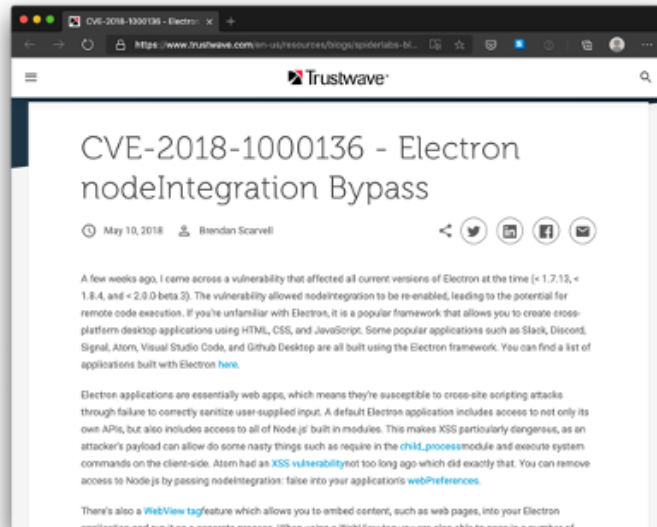 CVE-2018-1000136 - Electron
https://www.trustwave.com/en-us/resources/blogs/spiderlabs-bl...
Trustwave
CVE-2018-1000136 - Electron
nodeIntegration Bypass
May 10, 2018 Brendan Scarvell
A few weeks ago, I came across a vulnerability that affected all current versions of Electron at the time (< 1.7.13, <
1.8.4, and < 2.0.0-beta.3). The vulnerability allowed nodeIntegration to be re-enabled, leading to the potential for
remote code execution. If you're unfamiliar with Electron, it is a popular framework that allows you to create cross-
platform desktop applications using HTML, CSS, and JavaScript. Some popular applications such as Slack, Discord,
Signal, Atom, Visual Studio Code, and Github Desktop are all built using the Electron framework. You can find a list of
applications built with Electron here.
Electron applications are essentially web apps, which means they're susceptible to cross-site scripting attacks
through failure to correctly sanitize user-supplied input. A default Electron application includes access to not only its
own APIs, but also includes access to all of Node.js' built in modules. This makes XSS particularly dangerous, as an
attacker's payload can allow do some nasty things such as require in the child_processmodule and execute system
commands on the client-side. Atom had an XSS vulnerabilitynot too long ago which did exactly that. You can remove
access to Node.js by passing nodeIntegration: false into your application's webPreferences.
There's also a WebView tagfeature which allows you to embed content, such as web pages, into your Electron